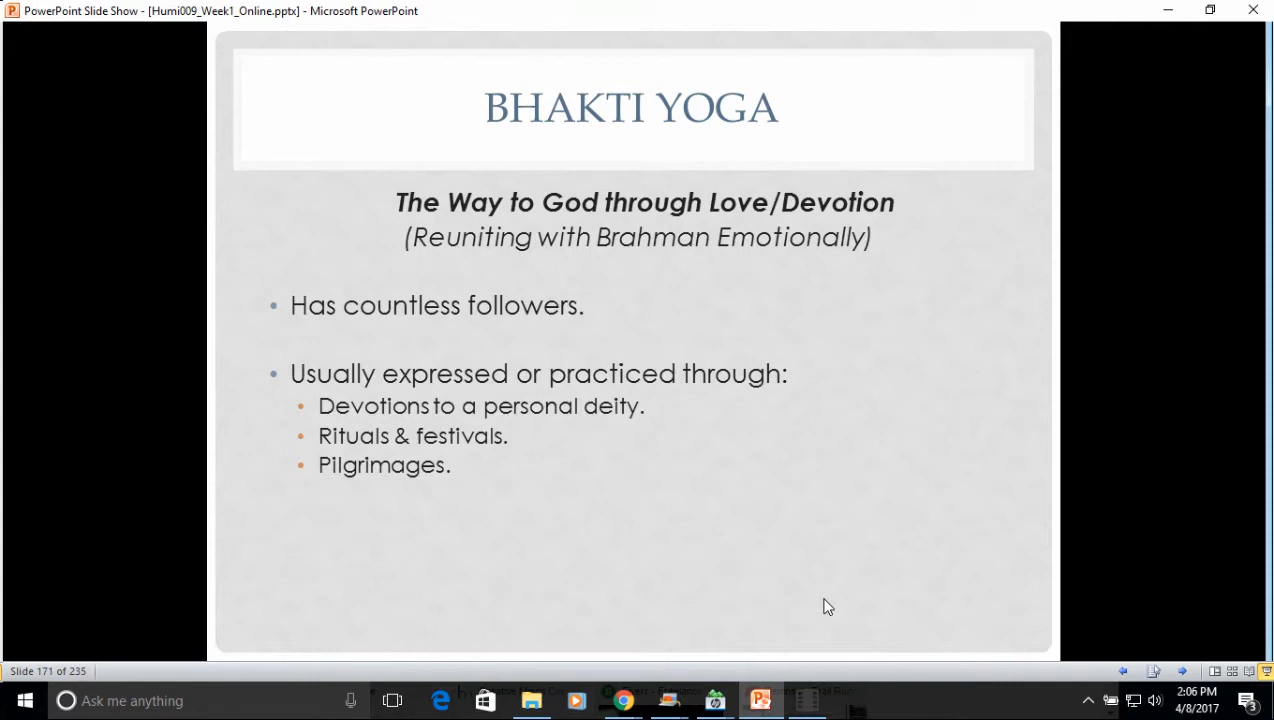 PowerPoint Slide Show - [Humi009_Week1_Online.pptx] - Microsoft PowerPoint
BHAKTI YOGA
The Way to God through Love/Devotion
(Reuniting with Brahman Emotionally)
• Has countless followers.
• Usually expressed or practiced through:
• Devotions to a personal deity.
• Rituals & festivals.
• Pilgrimages.
Slide 171 of 235
Ask me anything
2:06 PM
4/8/2017
3